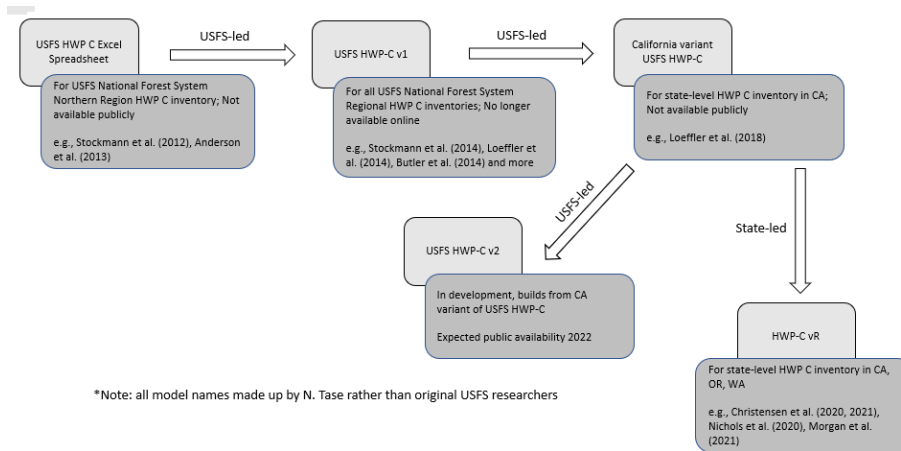 USFS HWP C Excel
Spreadsheet
USFS-led
For USFS National Forest System
Northern Region HWP C inventory; Not
available publicly
e.g., Stockmann et al. (2012), Anderson
et al. (2013)
USFS HWP-C v1
USFS-led
For all USFS National Forest System
Regional HWP C inventories; No longer
available online
e.g., Stockmann et al. (2014), Loeffler et
al. (2014), Butler et al. (2014) and more
California variant
USFS HWP-C
For state-level HWP C inventory in CA;
Not available publicly
e.g., Loeffler et al. (2018)
USFS-led
State-led
USFS HWP-C v2
In development, builds from CA
variant of USFS HWP-C
Expected public availability 2022
HWP-C vR
For state-level HWP C inventory in CA,
OR, WA
e.g., Christensen et al. (2020, 2021),
Nichols et al. (2020), Morgan et al.
(2021)
*Note: all model names made up by N. Tase rather than original USFS researchers